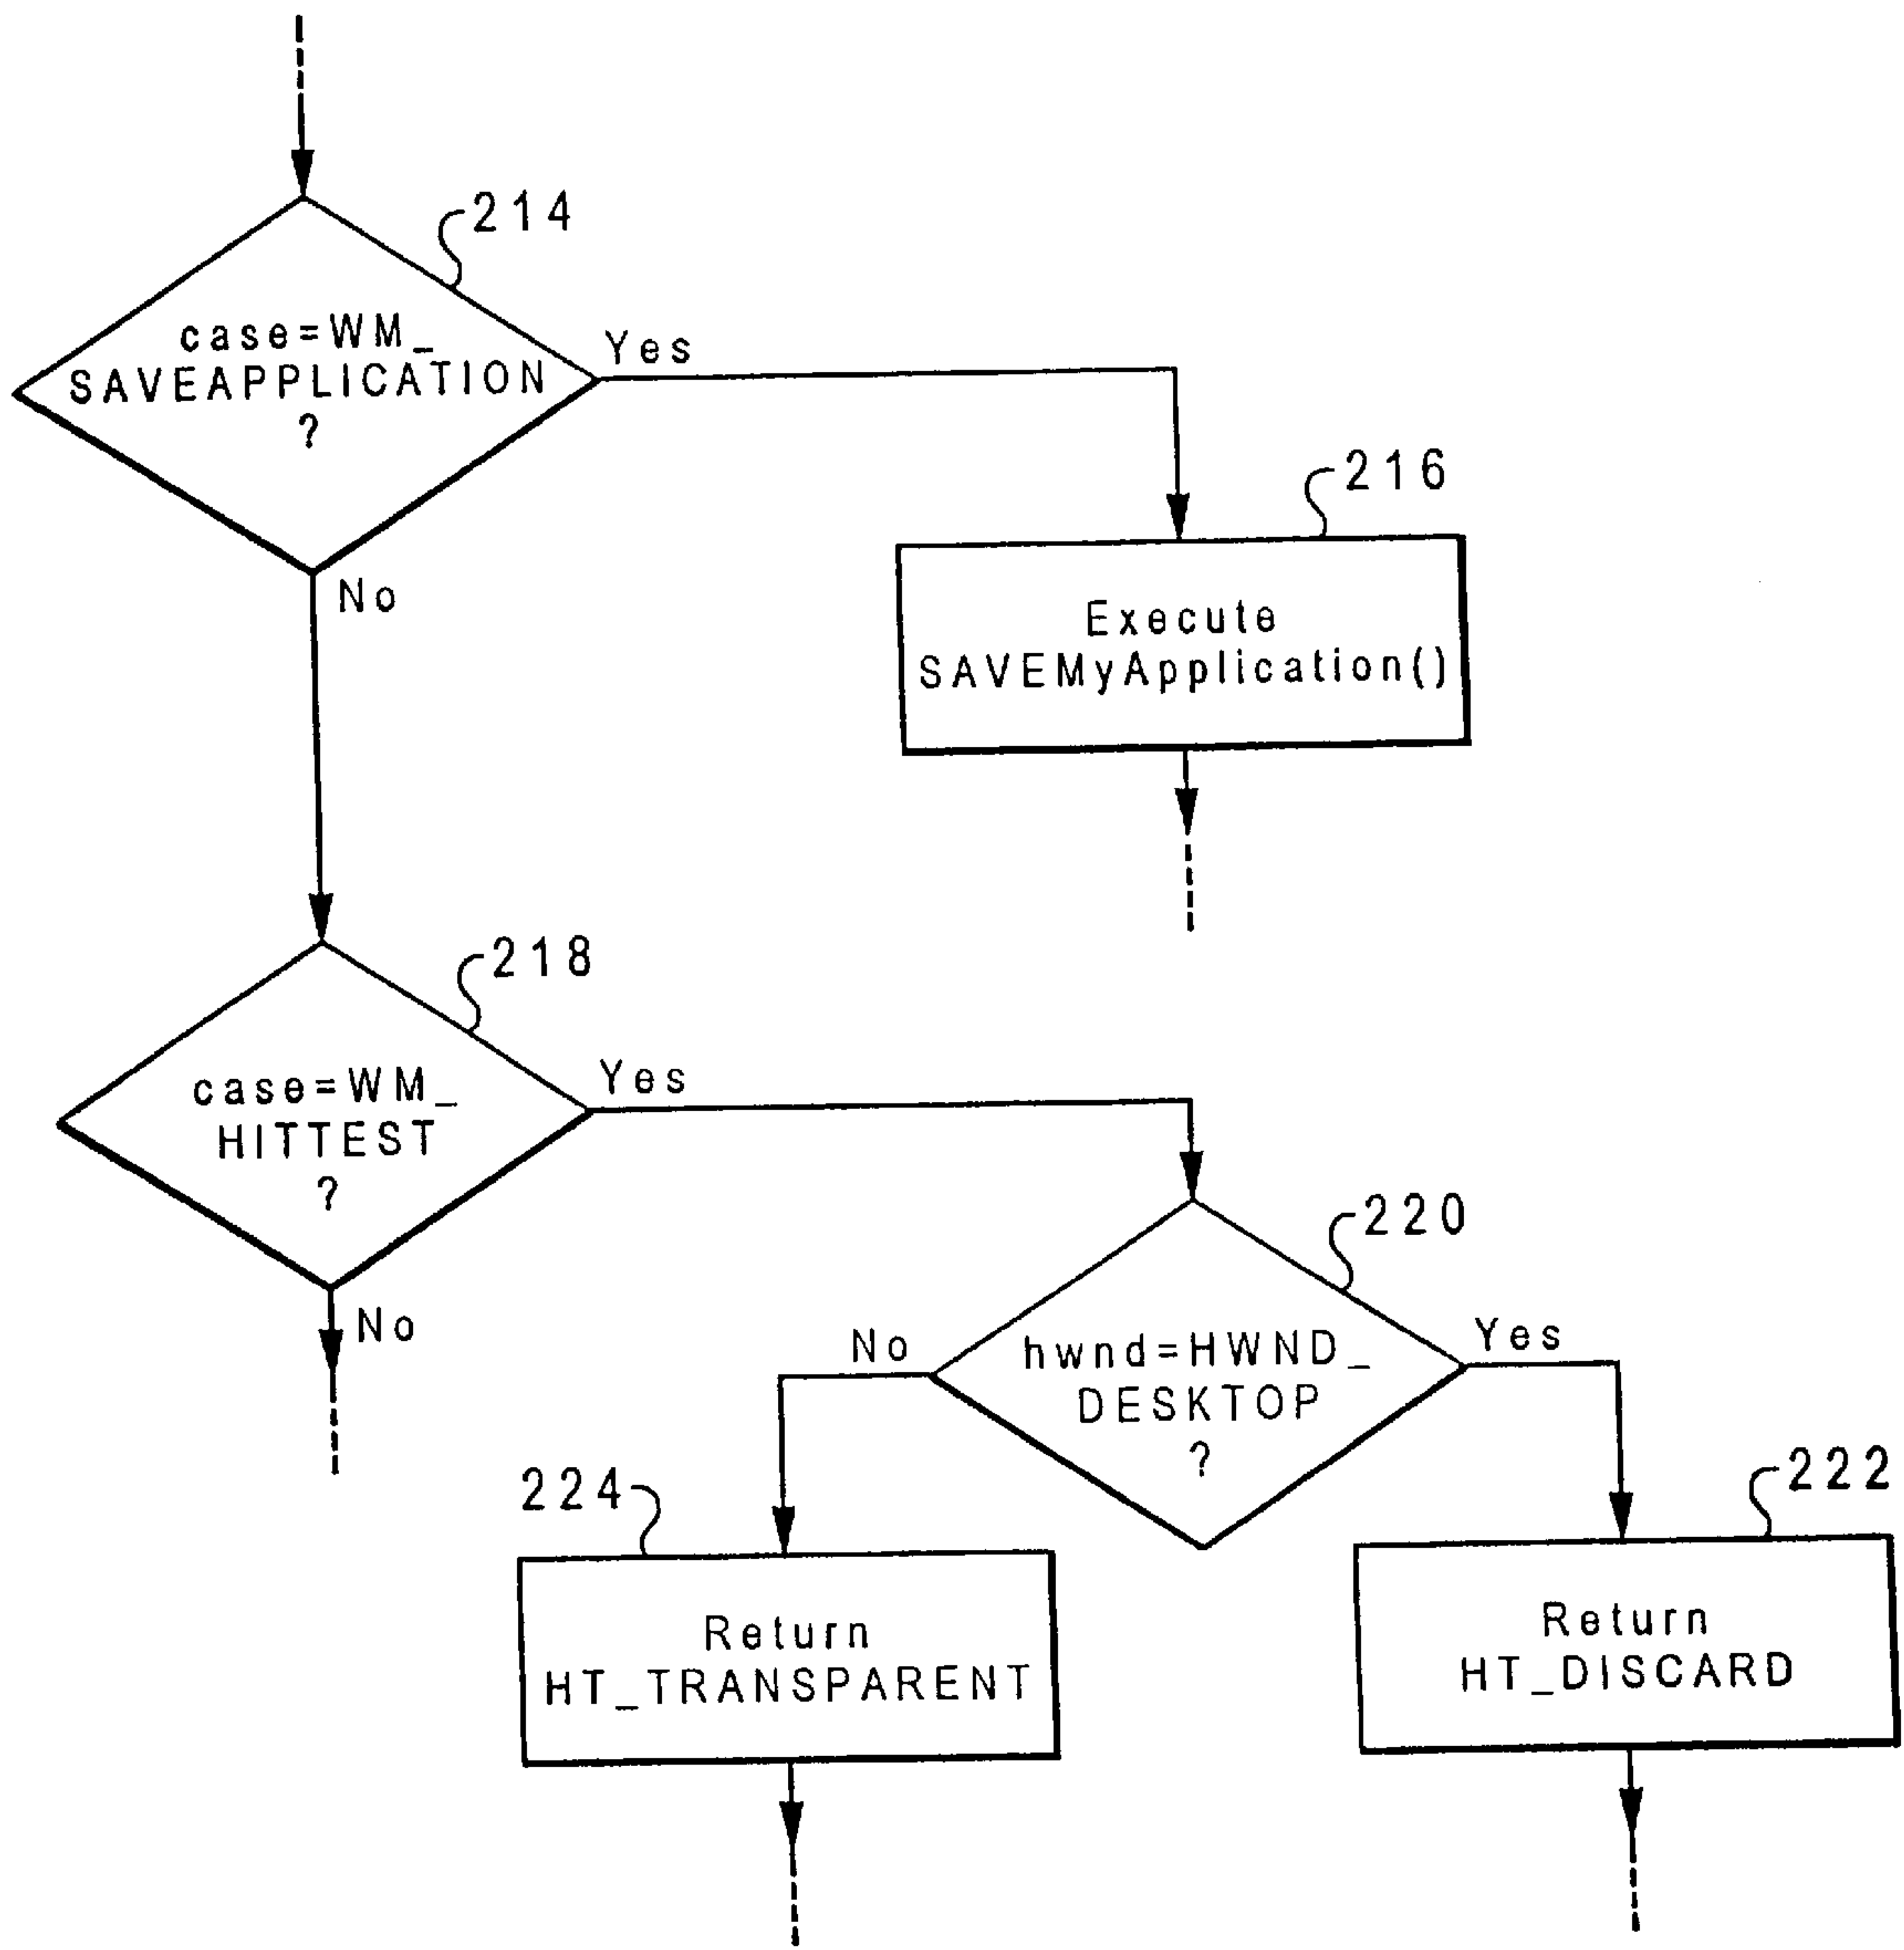 214
case=WM_
SAVEAPPLICATION
?
Yes
No
216
Execute
SAVEMyApplication()
218
case=WM_
HITTEST
?
Yes
No
220
hwnd=HWND_
DESKTOP
?
No
Yes
224
Return
HT_TRANSPARENT
222
Return
HT_DISCARD